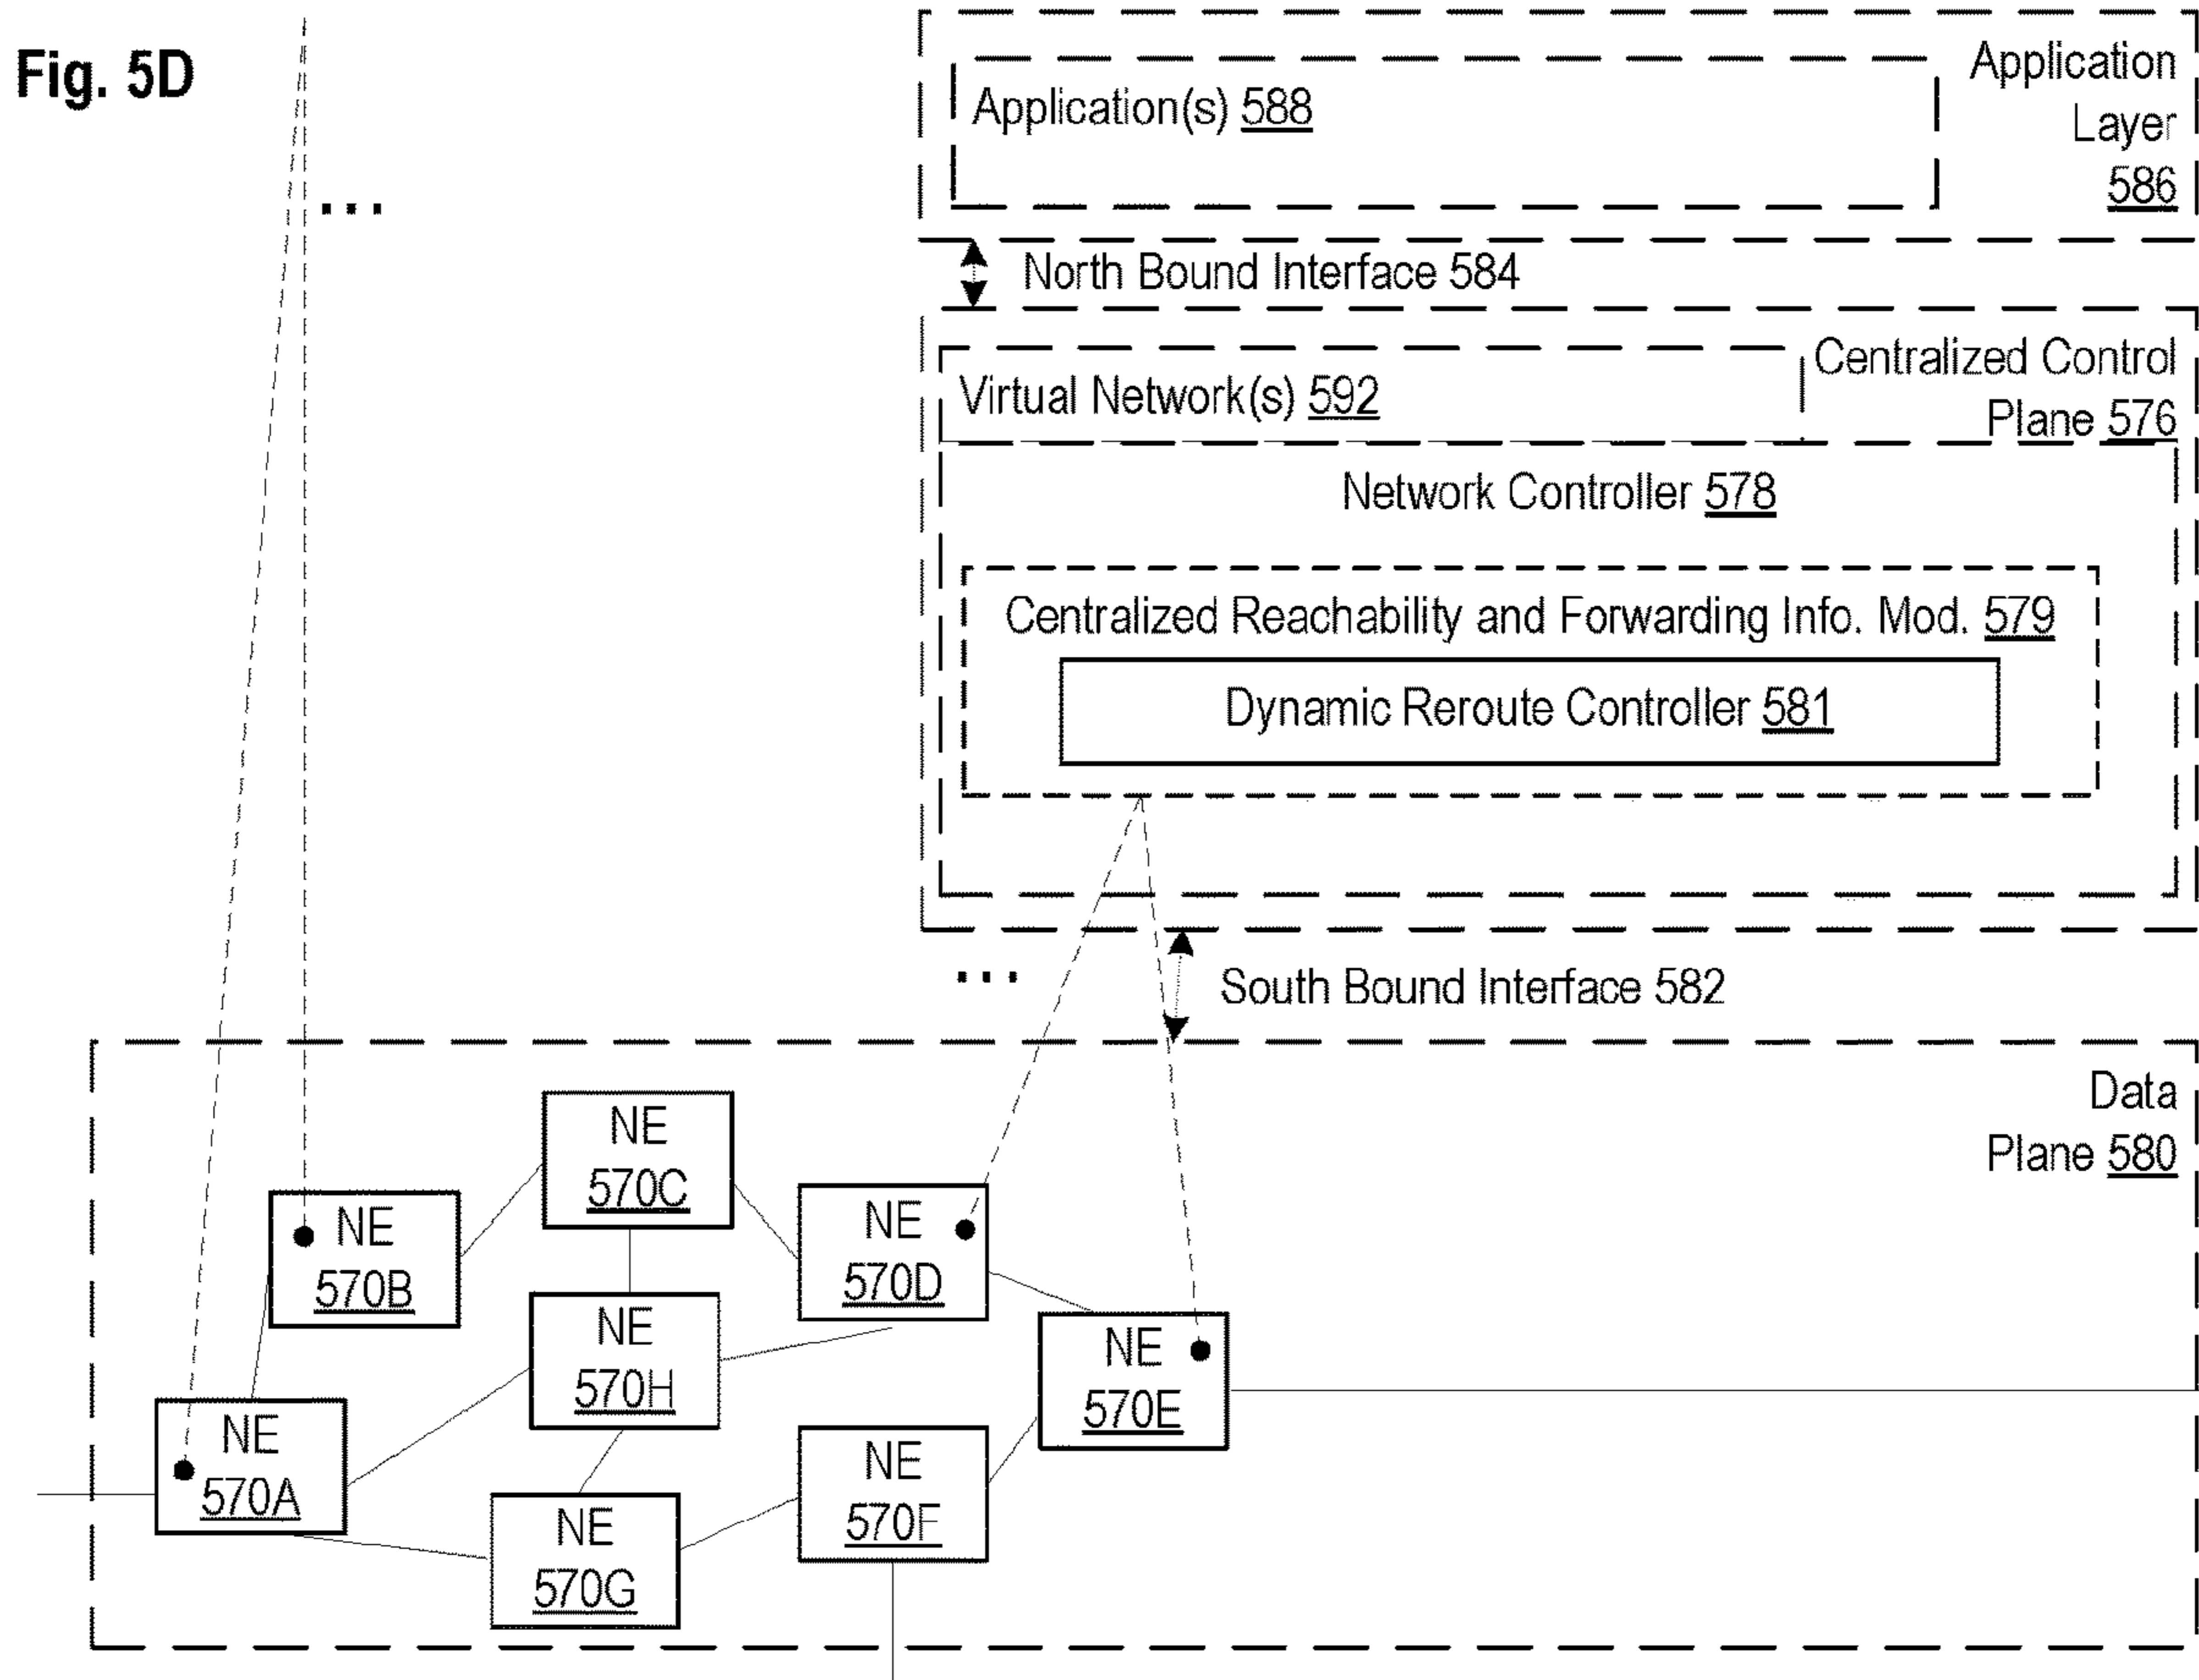 Fig. 5D
Application
Layer
586
Application(s) 588
North Bound Interface 584
Centralized Control
Plane 576
Virtual Network(s) 592
Network Controller 578
Centralized Reachability and Forwarding Info. Mod. 579
Dynamic Reroute Controller 581
South Bound Interface 582
Data
Plane 580
NE
570C
NE
570B
NE
570D
NE
570H
NE
570E
NE
570A
NE
570F
NE
570G